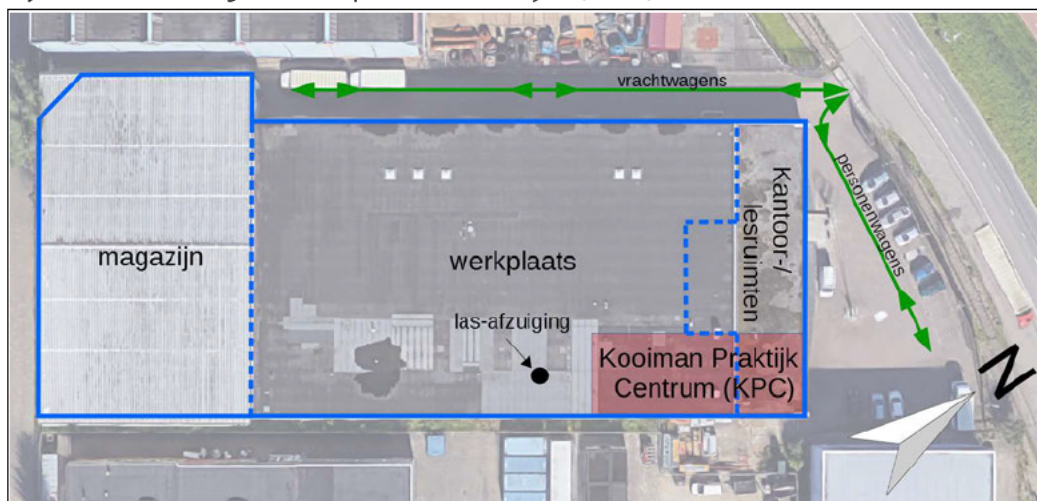 vrachtwagens
personenwagens
Kantoor-/
lesruimten
magazijn
werkplaats
las-afzuiging
Kooiman Praktijk
Centrum (KPC)
N